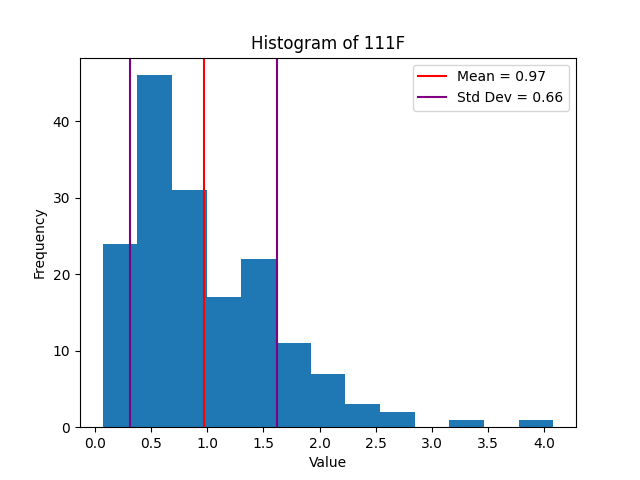 Histogram of 111F
Mean = 0.97
Std Dev = 0.66
Frequency
40
30
20
10
0
0.0 0.5 1.0 1.5 2.0 2.5 3.0 3.5 4.0
Value